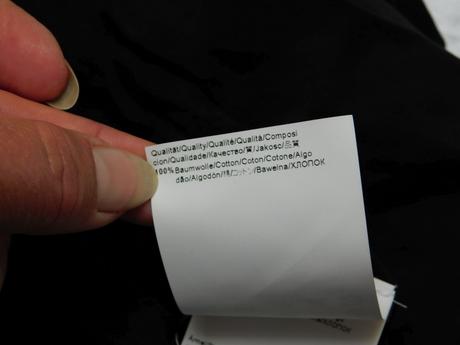 Qualität/Quality/Qualité/Qualità/Composi
cion/Qualidade/Качество/質/Jakosc/品質
100% Baumwolle/Cotton/Coton/Cotone/Algo
dão/Algodón/棉/コットン/Bawelna/ХЛОПОК